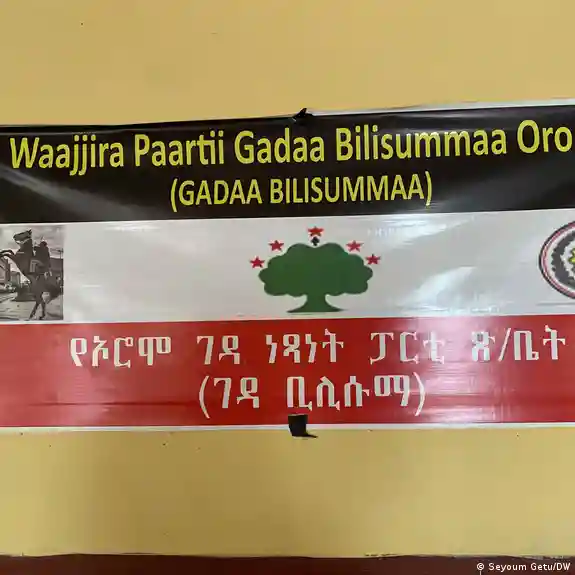 Waajjira Paartii Gadaa Bilisummaa Oro
(GADAA BILISUMMAA)
የኦሮሞ ገዳ ነጻነት ፓርቲ ጽ/ቤት
(ገዳ ቢሊሱማ)
© Seyoum Getu/DW